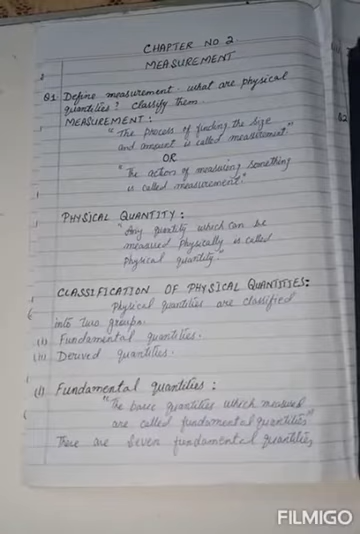 CHAPTER NO 2
MEASUREMENT
Q1 Define measurement. what are physical
quantities? classify them.
MEASUREMENT:
"The process of finding the size
and amount is called measurement"
OR
"The action of measuring something
is called measurement."
PHYSICAL QUANTITY:
"Any quantity which can be
measured physically is called
physical quantity."
CLASSIFICATION OF PHYSICAL QUANTITIES:
Physical quantities are classified
into two groups.
(i) Fundamental quantities.
(ii) Derived quantities.
(i) Fundamental quantities:
"The basic quantities which measured
are called fundamental quantities"
There are seven fundamental quantities,
Q2
FILMIGO